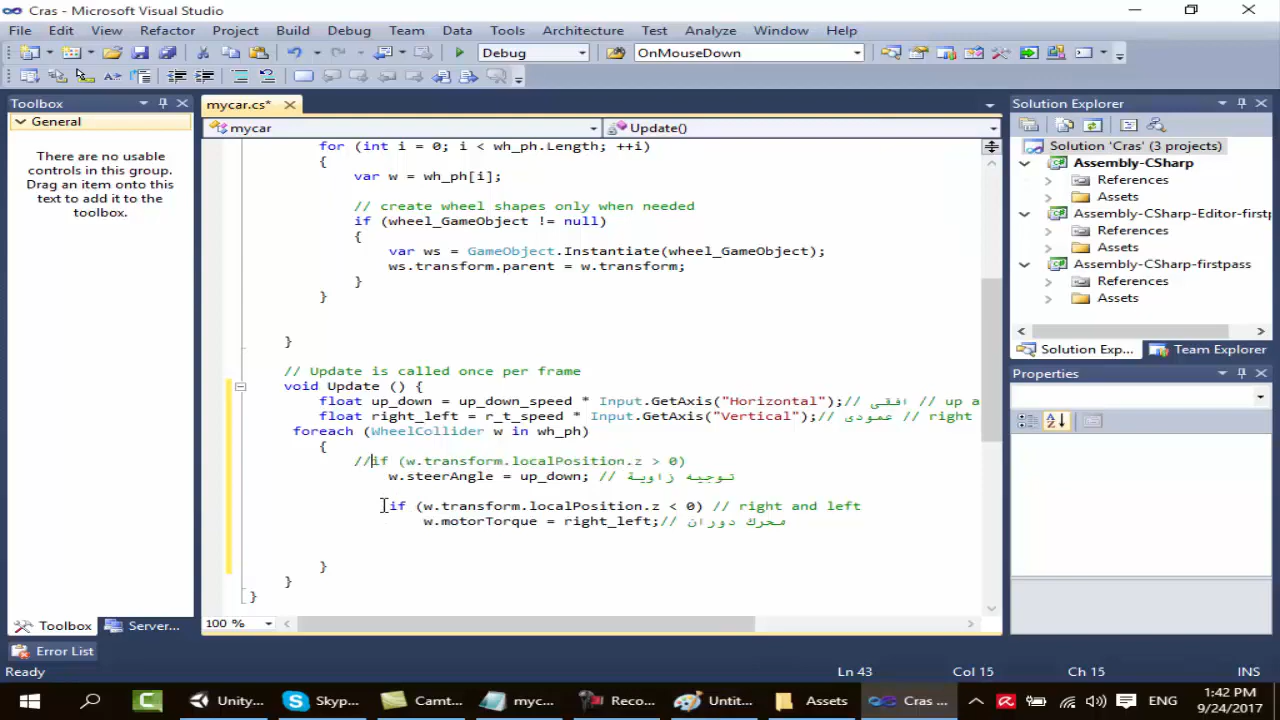 Cras - Microsoft Visual Studio
File Edit View Refactor Project Build Debug Team Data Tools Architecture Test Analyze Window Help
Debug OnMouseDown
Toolbox
General
There are no usable
controls in this group.
Drag an item onto this
text to add it to the
toolbox.
Toolbox Server...
mycar.cs*
mycar Update()
for (int i = 0; i < wh_ph.Length; ++i)
{
var w = wh_ph[i];
// create wheel shapes only when needed
if (wheel_GameObject != null)
{
var ws = GameObject.Instantiate(wheel_GameObject);
ws.transform.parent = w.transform;
}
}
}
// Update is called once per frame
void Update () {
float up_down = up_down_speed * Input.GetAxis("Horizontal");// افقى // up a
float right_left = r_t_speed * Input.GetAxis("Vertical");// عمودى // right
foreach (WheelCollider w in wh_ph)
{
//if (w.transform.localPosition.z > 0)
w.steerAngle = up_down; // توجيه زاوية
if (w.transform.localPosition.z < 0) // right and left
w.motorTorque = right_left;// محرك دوران
}
}
}
100 %
Solution Explorer
Solution 'Cras' (3 projects)
Assembly-CSharp
References
Assets
Assembly-CSharp-Editor-firstp
References
Assets
Assembly-CSharp-firstpass
References
Assets
Solution Exp... Team Explorer
Properties
Error List
Ready Ln 43 Col 15 Ch 15 INS
Unity... Skyp... Camt... myc... Reco... Untit... Assets Cras ... ENG
1:42 PM
9/24/2017